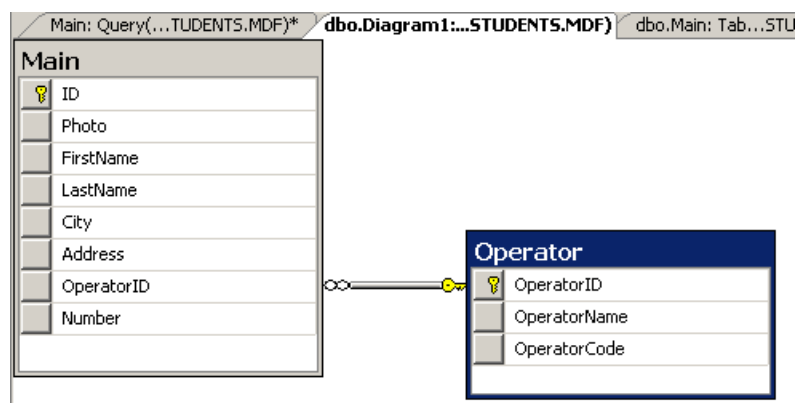 Main: Query(...TUDENTS.MDF)* dbo.Diagram1:...STUDENTS.MDF) dbo.Main: Tab...STU
Main
ID
Photo
FirstName
LastName
City
Address
OperatorID
Number
Operator
OperatorID
OperatorName
OperatorCode